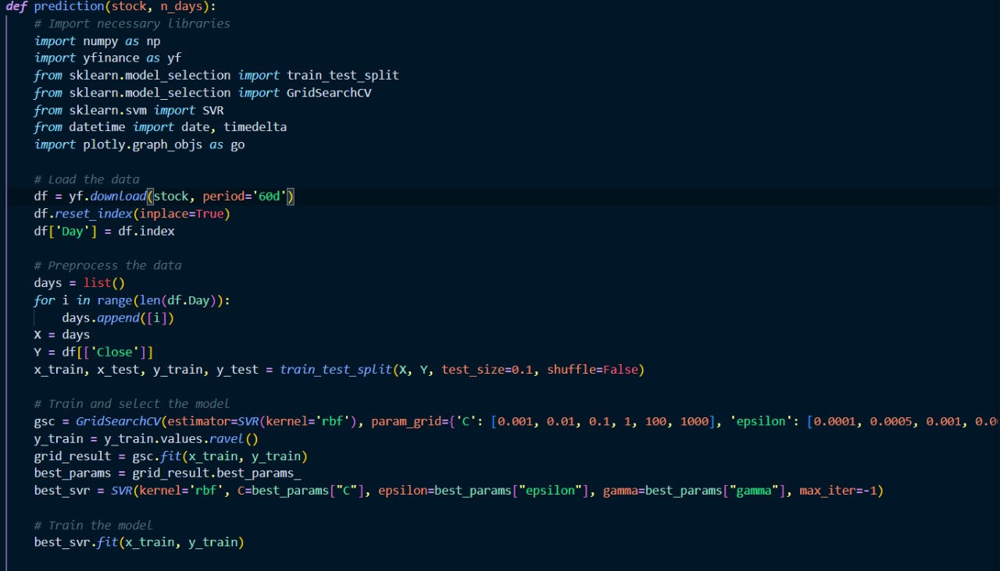 def prediction(stock, n_days):
    # Import necessary libraries
    import numpy as np
    import yfinance as yf
    from sklearn.model_selection import train_test_split
    from sklearn.model_selection import GridSearchCV
    from sklearn.svm import SVR
    from datetime import date, timedelta
    import plotly.graph_objs as go

    # Load the data
    df = yf.download(stock, period='60d')
    df.reset_index(inplace=True)
    df['Day'] = df.index

    # Preprocess the data
    days = list()
    for i in range(len(df.Day)):
        days.append([i])
    X = days
    Y = df[['Close']]
    x_train, x_test, y_train, y_test = train_test_split(X, Y, test_size=0.1, shuffle=False)

    # Train and select the model
    gsc = GridSearchCV(estimator=SVR(kernel='rbf'), param_grid={'C': [0.001, 0.01, 0.1, 1, 100, 1000], 'epsilon': [0.0001, 0.0005, 0.001,
    y_train = y_train.values.ravel()
    grid_result = gsc.fit(x_train, y_train)
    best_params = grid_result.best_params_
    best_svr = SVR(kernel='rbf', C=best_params["C"], epsilon=best_params["epsilon"], gamma=best_params["gamma"], max_iter=-1)

    # Train the model
    best_svr.fit(x_train, y_train)